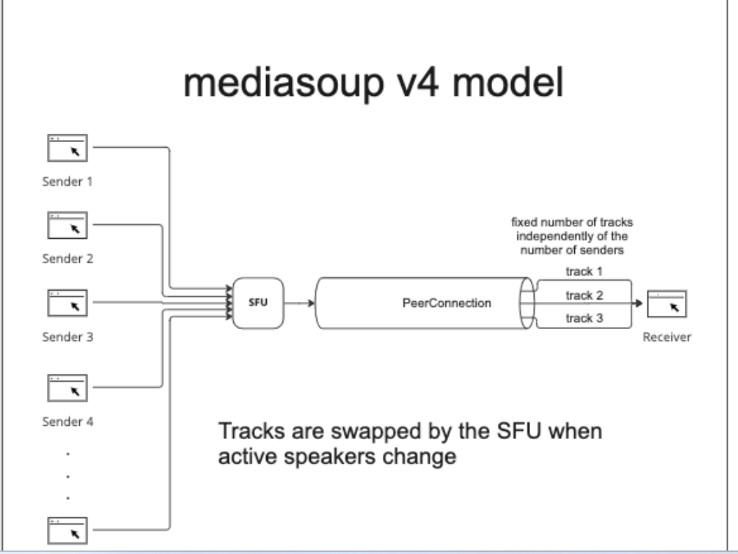 mediasoup v4 model
Sender 1
Sender 2
Sender 3
Sender 4
SFU
PeerConnection
fixed number of tracks
independently of the
number of senders
track 1
track 2
track 3
Receiver
Tracks are swapped by the SFU when
active speakers change